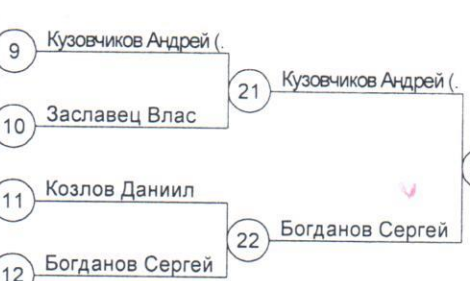 9 Кузовчиков Андрей (.
21 Кузовчиков Андрей (.
10 Заславец Влас
11 Козлов Даниил
22 Богданов Сергей
12 Богданов Сергей